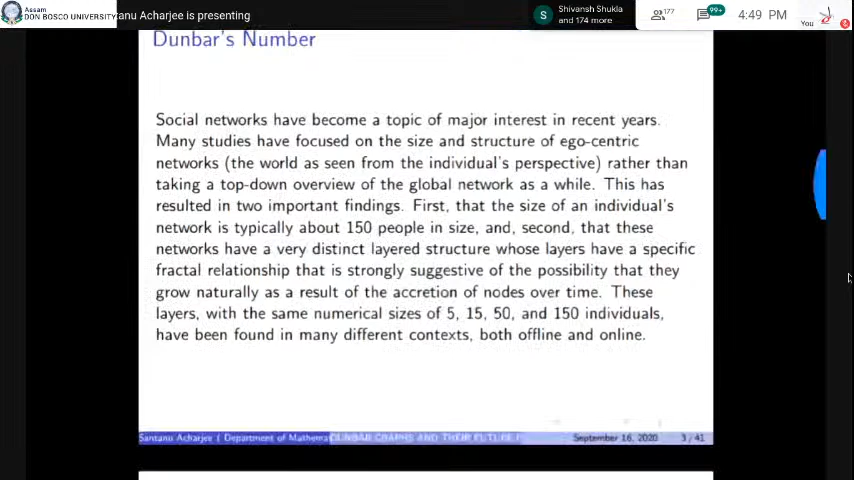 Assam
DON BOSCO UNIVERSITY
tanu Acharjee is presenting
S
Shivansh Shukla
and 174 more
177
99+
4:49 PM
You
Dunbar's Number
Social networks have become a topic of major interest in recent years.
Many studies have focused on the size and structure of ego-centric
networks (the world as seen from the individual's perspective) rather than
taking a top-down overview of the global network as a while. This has
resulted in two important findings. First, that the size of an individual's
network is typically about 150 people in size, and, second, that these
networks have a very distinct layered structure whose layers have a specific
fractal relationship that is strongly suggestive of the possibility that they
grow naturally as a result of the accretion of nodes over time. These
layers, with the same numerical sizes of 5, 15, 50, and 150 individuals,
have been found in many different contexts, both offline and online.
Santanu Acharjee ( Department of Mathema DUNBAR GRAPHS AND THEIR FUTURE September 16, 2020 3 / 41